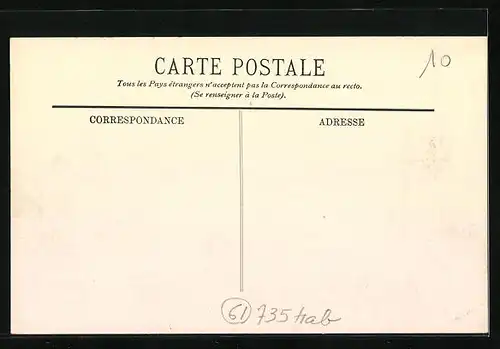 CARTE POSTALE
10
Tous les Pays étrangers n'acceptent pas la Correspondance au recto.
(Se renseigner à la Poste).
CORRESPONDANCE
ADRESSE
61 735